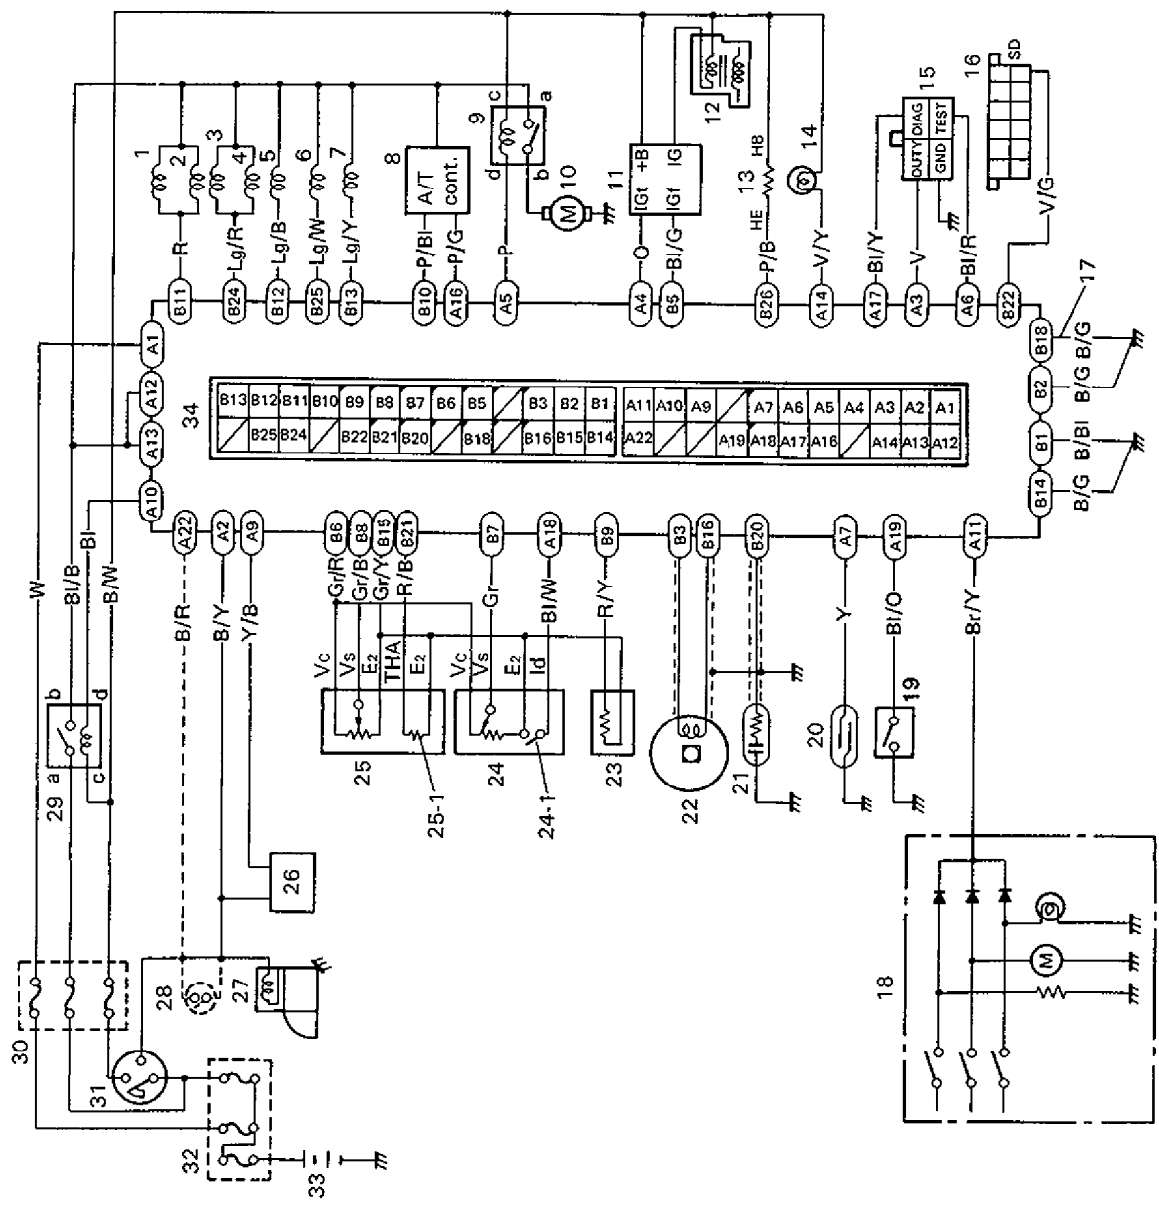 1
2
3
4
5
6
7
8
A/T
cont.
9
c
a
d
b
10
M
11
+B
IG
IGt
IGf
12
13
HB
HE
14
15
DUTY DIAG
GND TEST
16
SD
R
Lg/R
Lg/B
Lg/W
Lg/Y
P/Bl
P/G
P
O
Bl/G
P/B
V/Y
Bl/Y
V
Bl/R
V/G
B11
B24
B12
B25
B13
B10
A16
A5
A4
B5
B26
A14
A17
A3
A6
B22
A1
A12
A13
A10
B18
B2
B1
B14
B/G
B/G
B/Bl
B/G
17
34
B13 B12 B11 B10 B9 B8 B7 B6 B5 B3 B2 B1 A11 A10 A9 A7 A6 A5 A4 A3 A2 A1
B25 B24 B22 B21 B20 B18 B16 B15 B14 A22 A19 A18 A17 A16 A14 A13 A12
A22
A2
A9
B6
B8
B15
B21
B7
A18
B9
B3
B16
B20
A7
A19
A11
W
Bl/B
Bl
B/W
B/R
B/Y
Y/B
Gr/R
Gr/B
Gr/Y
R/B
Gr
Bl/W
R/Y
Y
Bl/O
Br/Y
Vc
Vs
E2
THA
E2
Vc
Vs
E2
Id
25
25-1
24
24-1
23
22
21
20
19
b
d
a
c
29
26
27
28
30
31
32
33
18
M